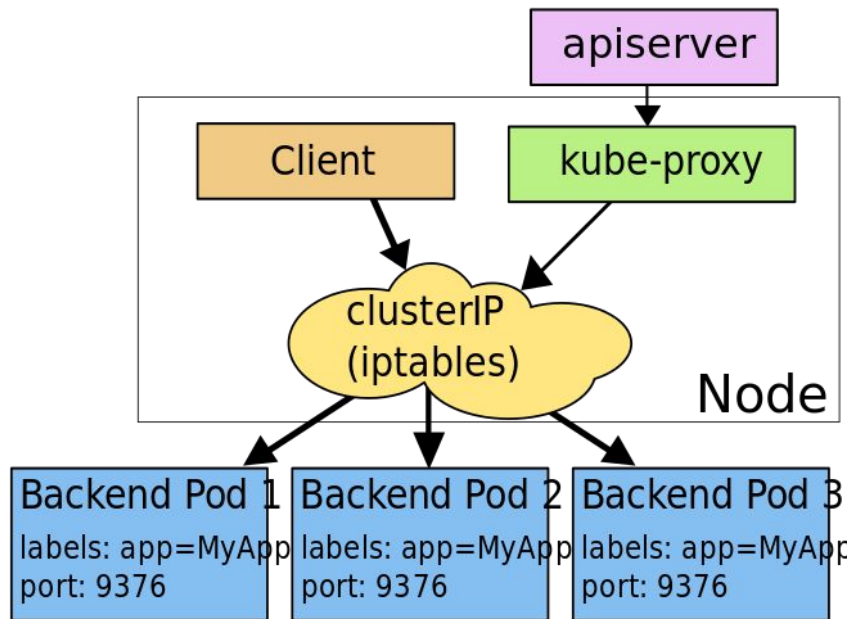 apiserver
Client
kube-proxy
clusterIP
(iptables)
Node
Backend Pod 1
labels: app=MyApp
port: 9376
Backend Pod 2
labels: app=MyApp
port: 9376
Backend Pod 3
labels: app=MyApp
port: 9376